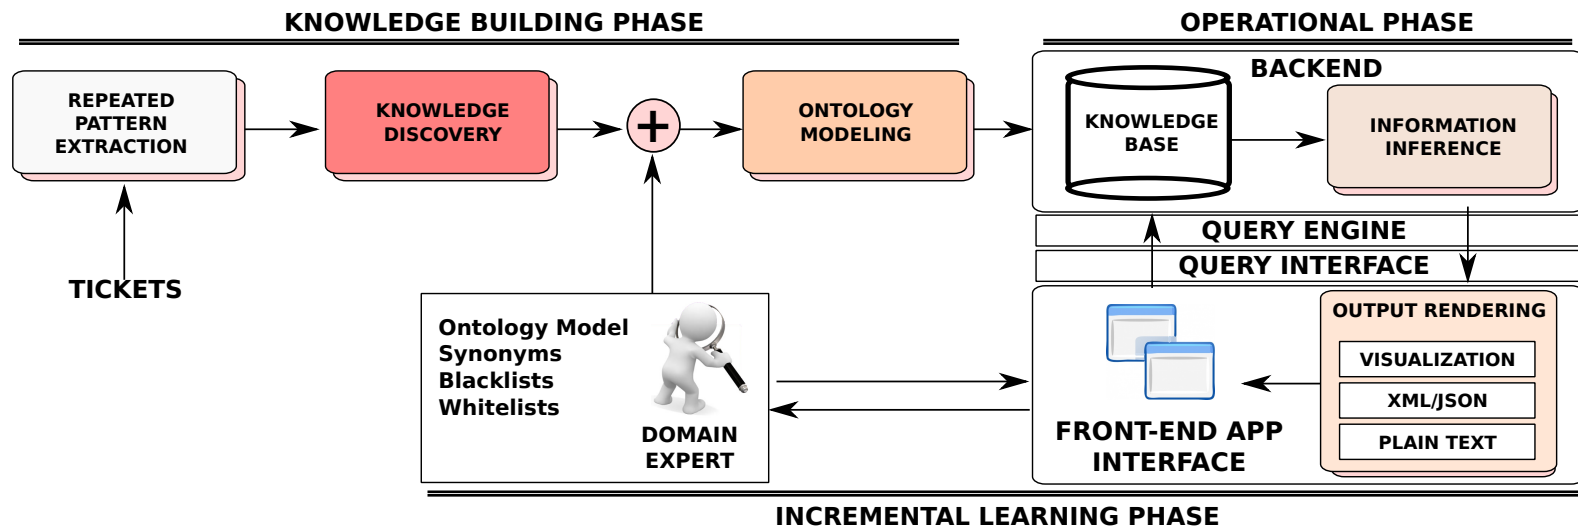 KNOWLEDGE BUILDING PHASE
OPERATIONAL PHASE
REPEATED
PATTERN
EXTRACTION
KNOWLEDGE
DISCOVERY
+
ONTOLOGY
MODELING
BACKEND
KNOWLEDGE
BASE
INFORMATION
INFERENCE
QUERY ENGINE
QUERY INTERFACE
TICKETS
Ontology Model
Synonyms
Blacklists
Whitelists
DOMAIN
EXPERT
FRONT-END APP
INTERFACE
OUTPUT RENDERING
VISUALIZATION
XML/JSON
PLAIN TEXT
INCREMENTAL LEARNING PHASE